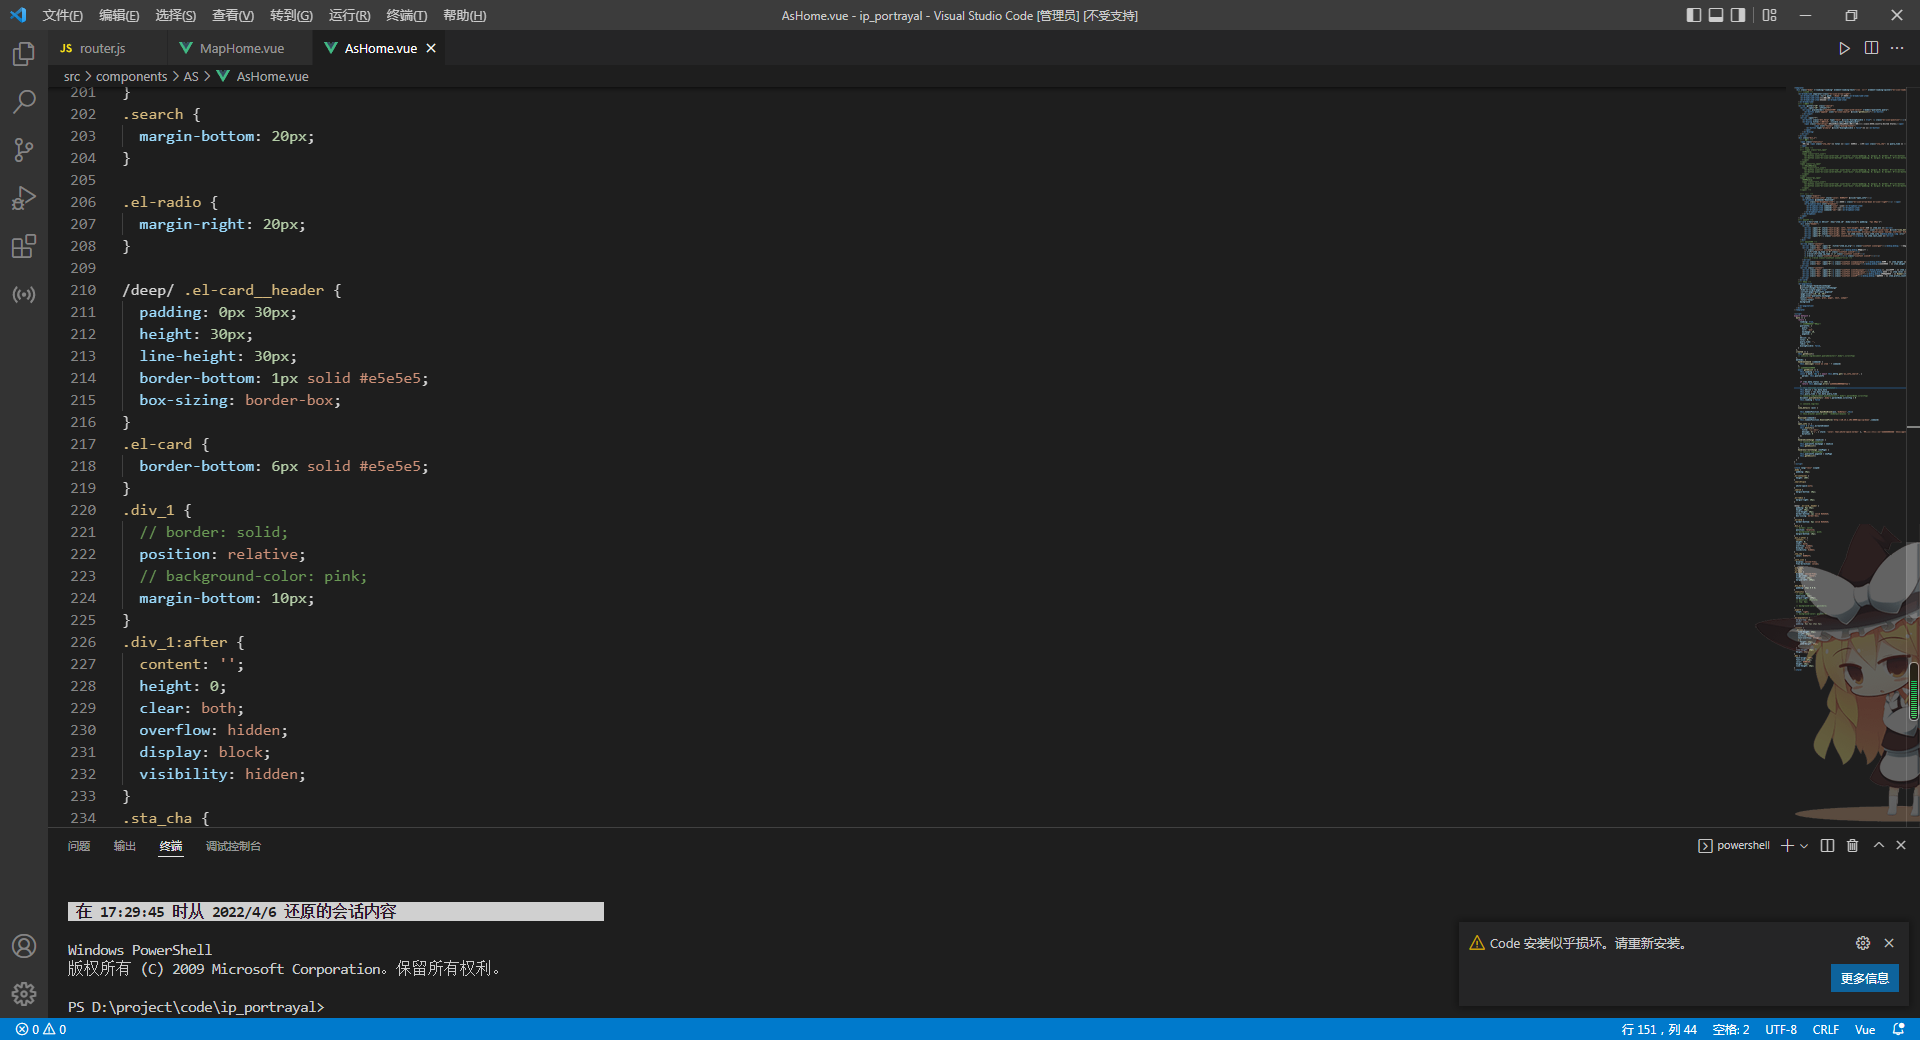 文件(F) 编辑(E) 选择(S) 查看(V) 转到(G) 运行(R) 终端(T) 帮助(H) AsHome.vue - ip_portrayal - Visual Studio Code [管理员] [不受支持]
JS router.js MapHome.vue AsHome.vue
src > components > AS > AsHome.vue
201 }
202 .search {
203 margin-bottom: 20px;
204 }
205
206 .el-radio {
207 margin-right: 20px;
208 }
209
210 /deep/ .el-card__header {
211 padding: 0px 30px;
212 height: 30px;
213 line-height: 30px;
214 border-bottom: 1px solid #e5e5e5;
215 box-sizing: border-box;
216 }
217 .el-card {
218 border-bottom: 6px solid #e5e5e5;
219 }
220 .div_1 {
221 // border: solid;
222 position: relative;
223 // background-color: pink;
224 margin-bottom: 10px;
225 }
226 .div_1:after {
227 content: '';
228 height: 0;
229 clear: both;
230 overflow: hidden;
231 display: block;
232 visibility: hidden;
233 }
234 .sta_cha {
问题 输出 终端 调试控制台 powershell
在 17:29:45 时从 2022/4/6 还原的会话内容
Windows PowerShell
版权所有 (C) 2009 Microsoft Corporation。保留所有权利。
PS D:\project\code\ip_portrayal>
Code 安装似乎损坏。请重新安装。
更多信息
0 0 行 151，列 44 空格: 2 UTF-8 CRLF Vue